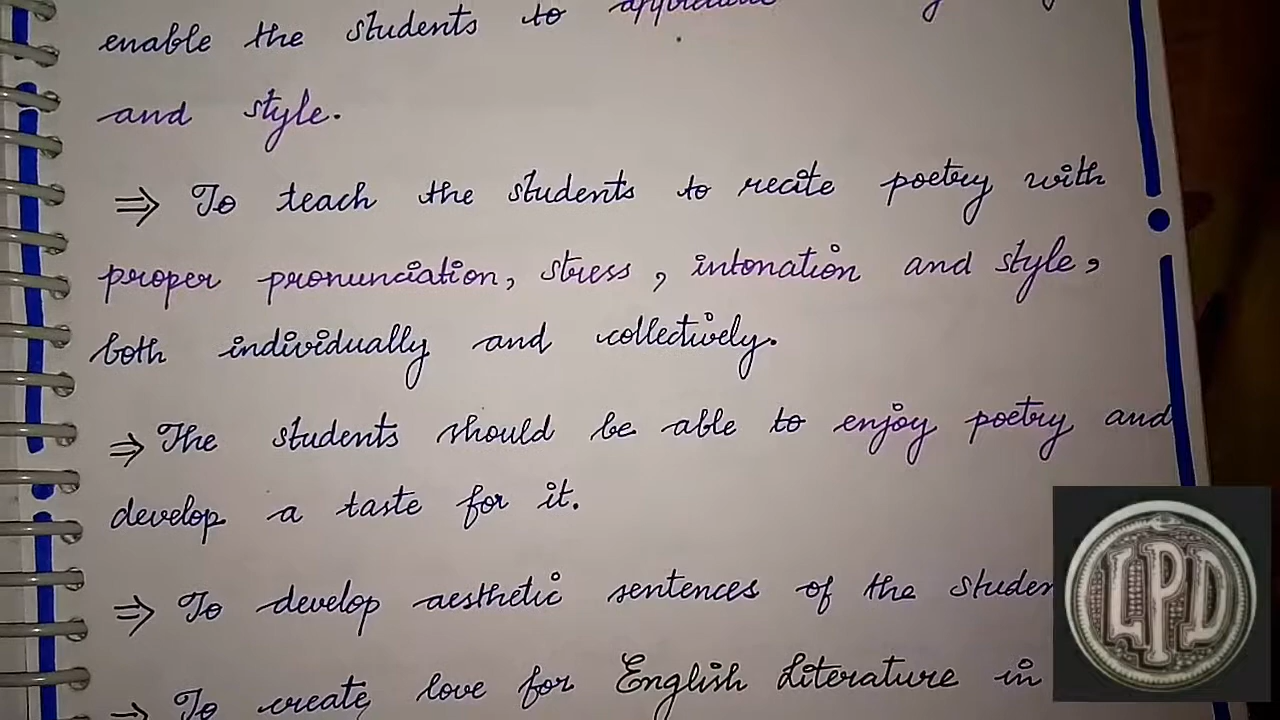 enable the students to
and style.
⇒ To teach the students to recite poetry with
proper pronunciation, stress, intonation and style,
both individually and collectively.
⇒ The students should be able to enjoy poetry and
develop a taste for it.
⇒ To develop aesthetic sentences of the
⇒ To create love for English Literature in
LPD